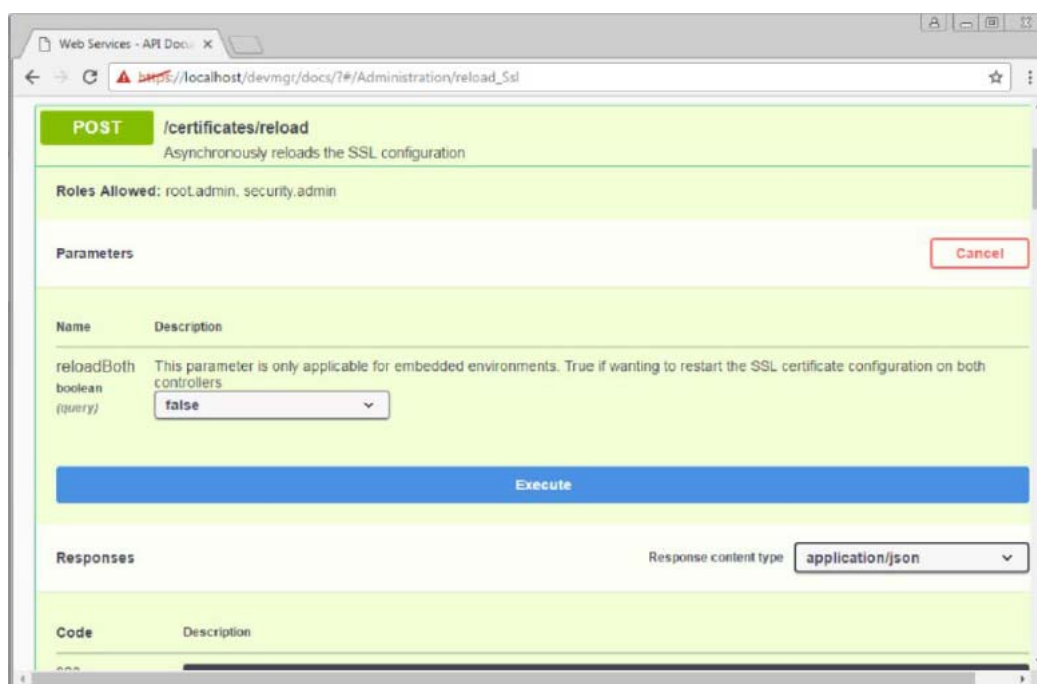 Web Services - API Docu
https://localhost/devmgr/docs/?#/Administration/reload_Ssl
POST /certificates/reload
Asynchronously reloads the SSL configuration
Roles Allowed: root.admin, security.admin
Parameters Cancel
Name Description
reloadBoth This parameter is only applicable for embedded environments. True if wanting to restart the SSL certificate configuration on both
boolean controllers
(query) false
Execute
Responses Response content type application/json
Code Description